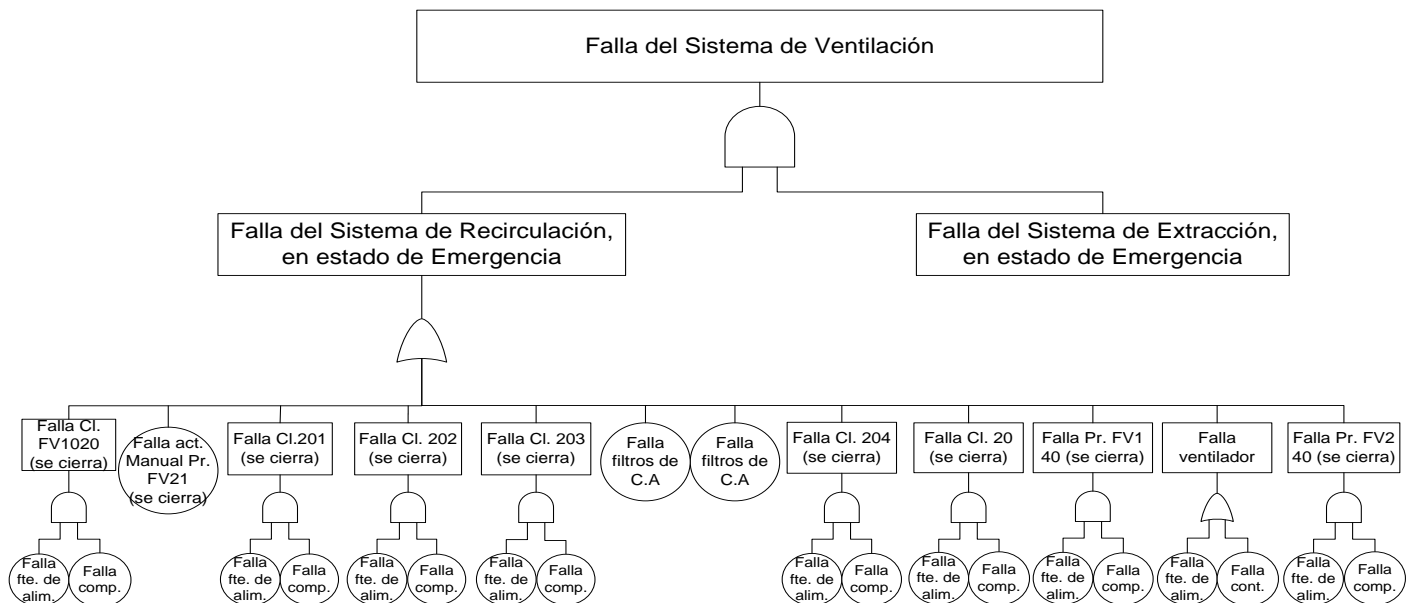 Falla del Sistema de Ventilación
Falla del Sistema de Recirculación,
en estado de Emergencia
Falla del Sistema de Extracción,
en estado de Emergencia
Falla Cl.
FV1020
(se cierra)
Falla act.
Manual Pr.
FV21
(se cierra)
Falla Cl.201
(se cierra)
Falla Cl. 202
(se cierra)
Falla Cl. 203
(se cierra)
Falla
filtros de
C.A
Falla
filtros de
C.A
Falla Cl. 204
(se cierra)
Falla Cl. 20
(se cierra)
Falla Pr. FV1
40 (se cierra)
Falla
ventilador
Falla Pr. FV2
40 (se cierra)
Falla
fte. de
alim.
Falla
comp.
Falla
fte. de
alim.
Falla
comp.
Falla
fte. de
alim.
Falla
comp.
Falla
fte. de
alim.
Falla
comp.
Falla
fte. de
alim.
Falla
comp.
Falla
fte. de
alim.
Falla
comp.
Falla
fte. de
alim.
Falla
comp.
Falla
fte. de
alim.
Falla
cont.
Falla
fte. de
alim.
Falla
comp.